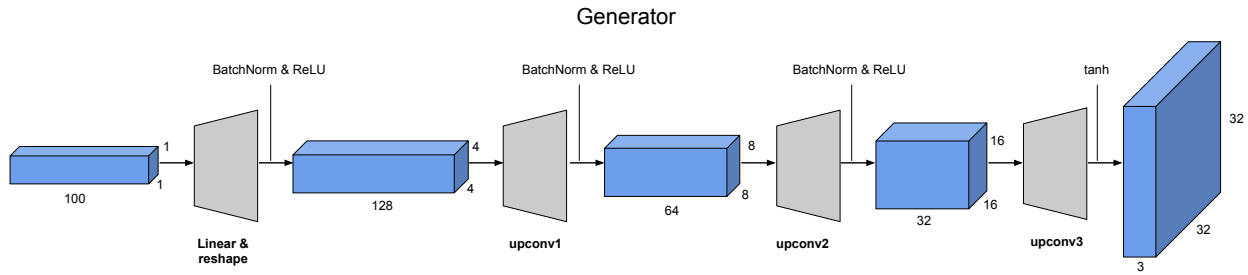 Generator
BatchNorm & ReLU
BatchNorm & ReLU
BatchNorm & ReLU
tanh
1
1
100
4
4
128
8
8
64
16
16
32
32
32
3
Linear &
reshape
upconv1
upconv2
upconv3